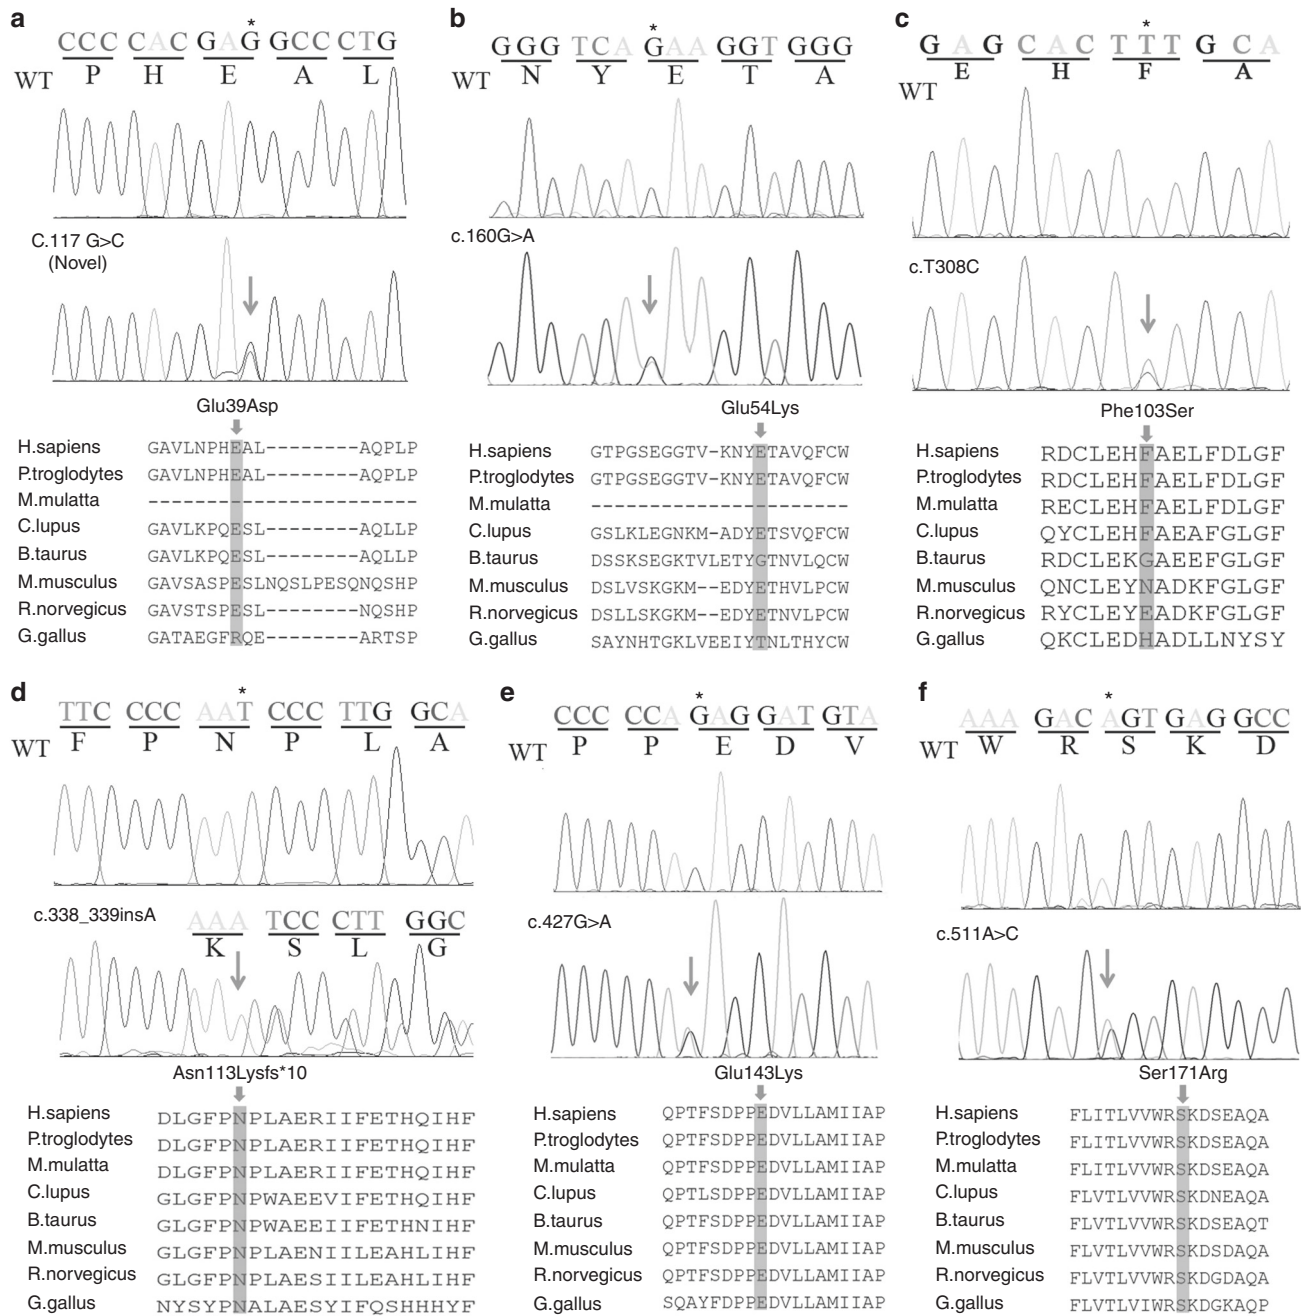 a
*
CCC CAC GAG GCC CTG
WT P H E A L
C.117 G>C
(Novel)
Glu39Asp
H.sapiens GAVLNPHEAL---------AQPLP
P.troglodytes GAVLNPHEAL---------AQPLP
M.mulatta ------------------------
C.lupus GAVLKPQESL---------AQLLP
B.taurus GAVLKPQESL---------AQLLP
M.musculus GAVSASPESLNQSLPESQNQSHP
R.norvegicus GAVSTSPESL---------NQSHP
G.gallus GATAEGFRQE---------ARTSP
b
*
GGG TCA GAA GGT GGG
WT N Y E T A
c.160G>A
Glu54Lys
H.sapiens GTPGSEGGTV-KNYETAVQFCW
P.troglodytes GTPGSEGGTV-KNYETAVQFCW
M.mulatta ----------------------
C.lupus GSLKLEGNKM-ADYETSVQFCW
B.taurus DSSKSEGKTVLETYGTNVLQCW
M.musculus DSLVSKGKM--EDYETHVLPCW
R.norvegicus DSLLSKGKM--EDYETNVLPCW
G.gallus SAYNHTGKLVEEIYTNLTHYCW
c
*
GAG CAC TTT GCA
E H F A
WT
c.T308C
Phe103Ser
H.sapiens RDCLEHFAELFDLGF
P.troglodytes RDCLEHFAELFDLGF
M.mulatta RECLEHFAELFDLGF
C.lupus QYCLEHFAEAFGLGF
B.taurus RDCLEKGAEEFGLGF
M.musculus QNCLEYNADKFGLGF
R.norvegicus RYCLEYEADKFGLGF
G.gallus QKCLEDHADLLNYSY
d
*
TTC CCC AAT CCC TTG GCA
WT F P N P L A
c.338_339insA
AAA TCC CTT GGC
K S L G
Asn113Lysfs*10
H.sapiens DLGFPNPLAERIIFETHQIHF
P.troglodytes DLGFPNPLAERIIFETHQIHF
M.mulatta DLGFPNPLAERIIFETHQIHF
C.lupus GLGFPNPWAEEVIFETHQIHF
B.taurus GLGFPNPWAEEIIFETHNIHF
M.musculus GLGFPNPLAENIILEAHLIHF
R.norvegicus GLGFPNPLAESIILEAHLIHF
G.gallus NYSYPNALAESYIFQSHHHYF
e
*
CCC CCA GAG GAT GTA
WT P P E D V
c.427G>A
Glu143Lys
H.sapiens QPTFSDPPEDVLLAMIIAP
P.troglodytes QPTFSDPPEDVLLAMIIAP
M.mulatta QPTFSDPPEDVLLAMIIAP
C.lupus QPTLSDPPEDVLLAMIIAP
B.taurus QPTFSDPPEDVLLAMIIAP
M.musculus QPTFSDPPEDVLLAMIIAP
R.norvegicus QPTFSDPPEDVLLAMIIAP
G.gallus SQAYFDPPEDVLLAMIIAP
f
*
AAA GAC AGT GAG GCC
WT W R S K D
c.511A>C
Ser171Arg
H.sapiens FLITLVVWRSKDSEAQA
P.troglodytes FLITLVVWRSKDSEAQA
M.mulatta FLISLVVWRSKDSEAQA
C.lupus FLVTLVVWRSKDNEAQA
B.taurus FLVTLVVWRSKDSEAQT
M.musculus FLVTLVVWRSKDSDAQA
R.norvegicus FLVTLVIWRSKDGDAQA
G.gallus FLVTLVIWRSKDGKAQP